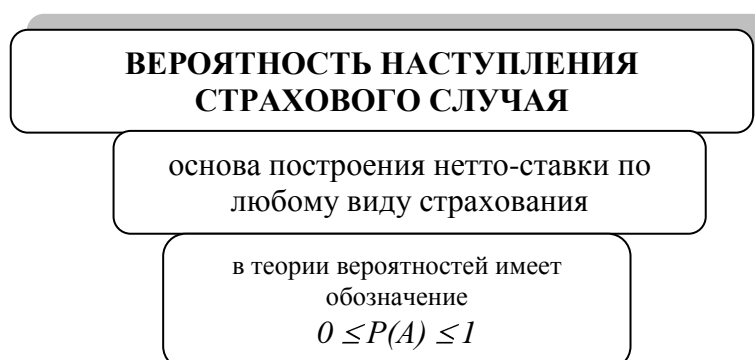 ВЕРОЯТНОСТЬ НАСТУПЛЕНИЯ
СТРАХОВОГО СЛУЧАЯ
основа построения нетто-ставки по
любому виду страхования
в теории вероятностей имеет
обозначение
0 ≤P(A) ≤1